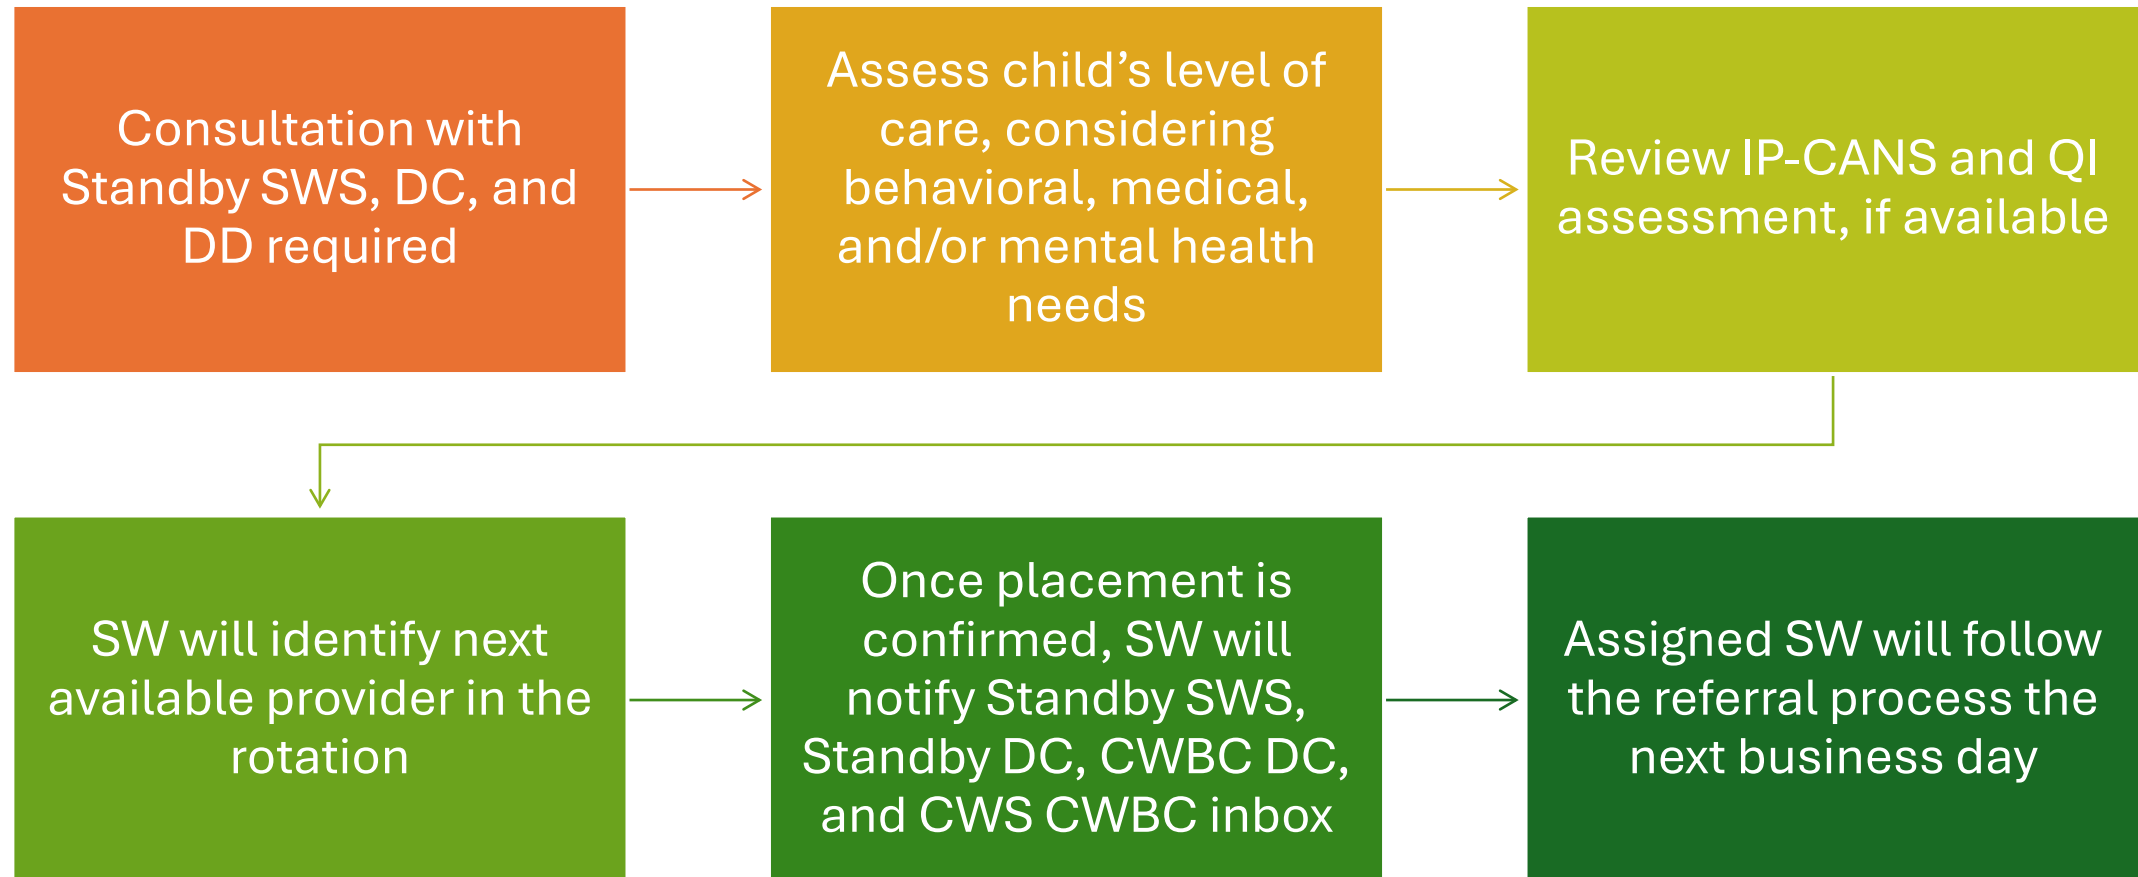 Consultation with
Standby SWS, DC, and
DD required
Assess child’s level of
care, considering
behavioral, medical,
and/or mental health
needs
Review IP-CANS and QI
assessment, if available
SW will identify next
available provider in the
rotation
Once placement is
confirmed, SW will
notify Standby SWS,
Standby DC, CWBC DC,
and CWS CWBC inbox
Assigned SW will follow
the referral process the
next business day